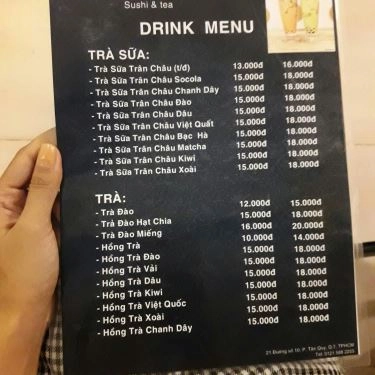 Sushi & tea
DRINK MENU
TRÀ SỮA:
- Trà Sữa Trân Châu (t/đ) 13.000đ 16.000đ
- Trà Sữa Trân Châu Socola 15.000đ 18.000đ
- Trà Sữa Trân Châu Chanh Dây 15.000đ 18.000đ
- Trà Sữa Trân Châu Đào 15.000đ 18.000đ
- Trà Sữa Trân Châu Dâu 15.000đ 18.000đ
- Trà Sữa Trân Châu Việt Quất 15.000đ 18.000đ
- Trà Sữa Trân Châu Bạc Hà 15.000đ 18.000đ
- Trà Sữa Trân Châu Matcha 15.000đ 18.000đ
- Trà Sữa Trân Châu Kiwi 15.000đ 18.000đ
- Trà Sữa Trân Châu Xoài 15.000đ 18.000đ
TRÀ:
- Trà Đào 12.000đ 15.000đ
- Trà Đào Hạt Chia 15.000đ 18.000đ
- Trà Đào Miếng 16.000đ 20.000đ
- Hồng Trà 10.000đ 14.000đ
- Hồng Trà Đào 15.000đ 18.000đ
- Hồng Trà Vải 15.000đ 18.000đ
- Hồng Trà Dâu 15.000đ 18.000đ
- Hồng Trà Kiwi 15.000đ 18.000đ
- Hồng Trà Việt Quốc 15.000đ 18.000đ
- Hồng Trà Xoài 15.000đ 18.000đ
- Hồng Trà Chanh Dây 15.000đ 18.000đ
21 Đường số 10, P. Tân Quy, Q.7, TPHCM
Tel: